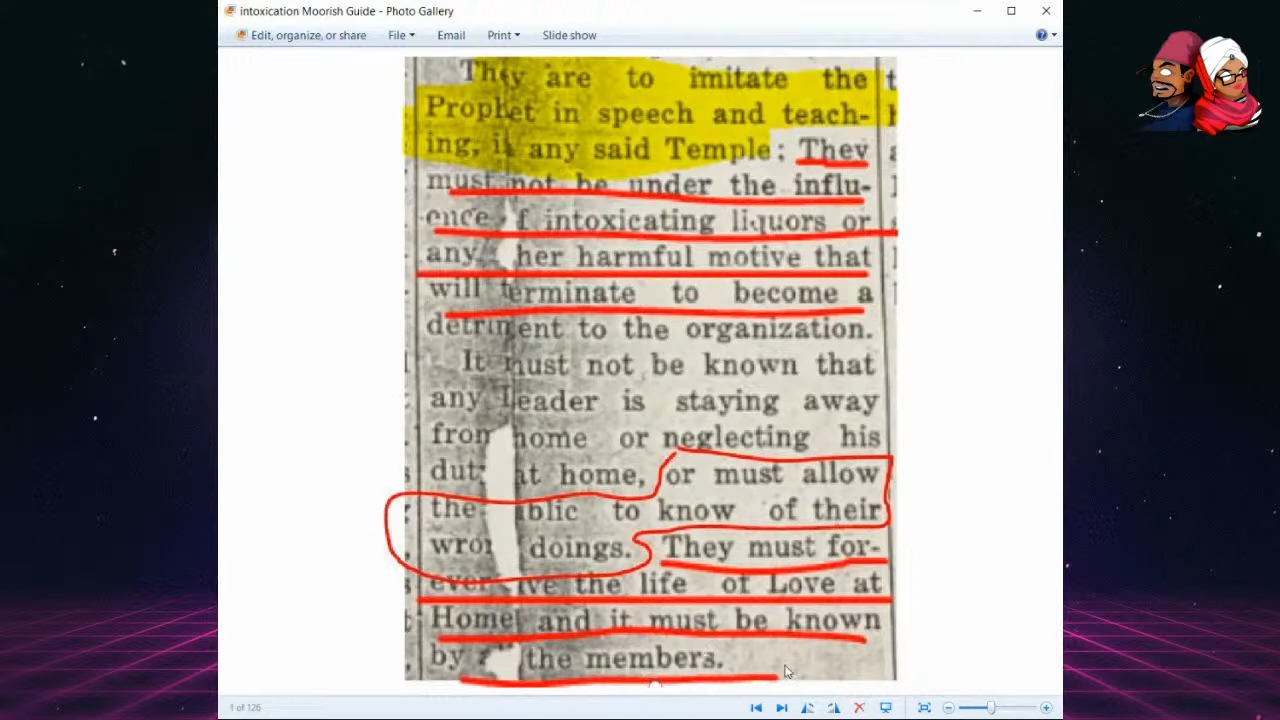 intoxication Moorish Guide - Photo Gallery
Edit, organize, or share File Email Print Slide show
They are to imitate the
Prophet in speech and teach-
ing, in any said Temple: They
must not be under the influ-
ence of intoxicating liquors or
any her harmful motive that
will terminate to become a
detriment to the organization.
It must not be known that
any Leader is staying away
from home or neglecting his
dut at home, or must allow
the blic to know of their
wro doings. They must for-
ever ive the life of Love at
Home and it must be known
by the members.
1 of 126